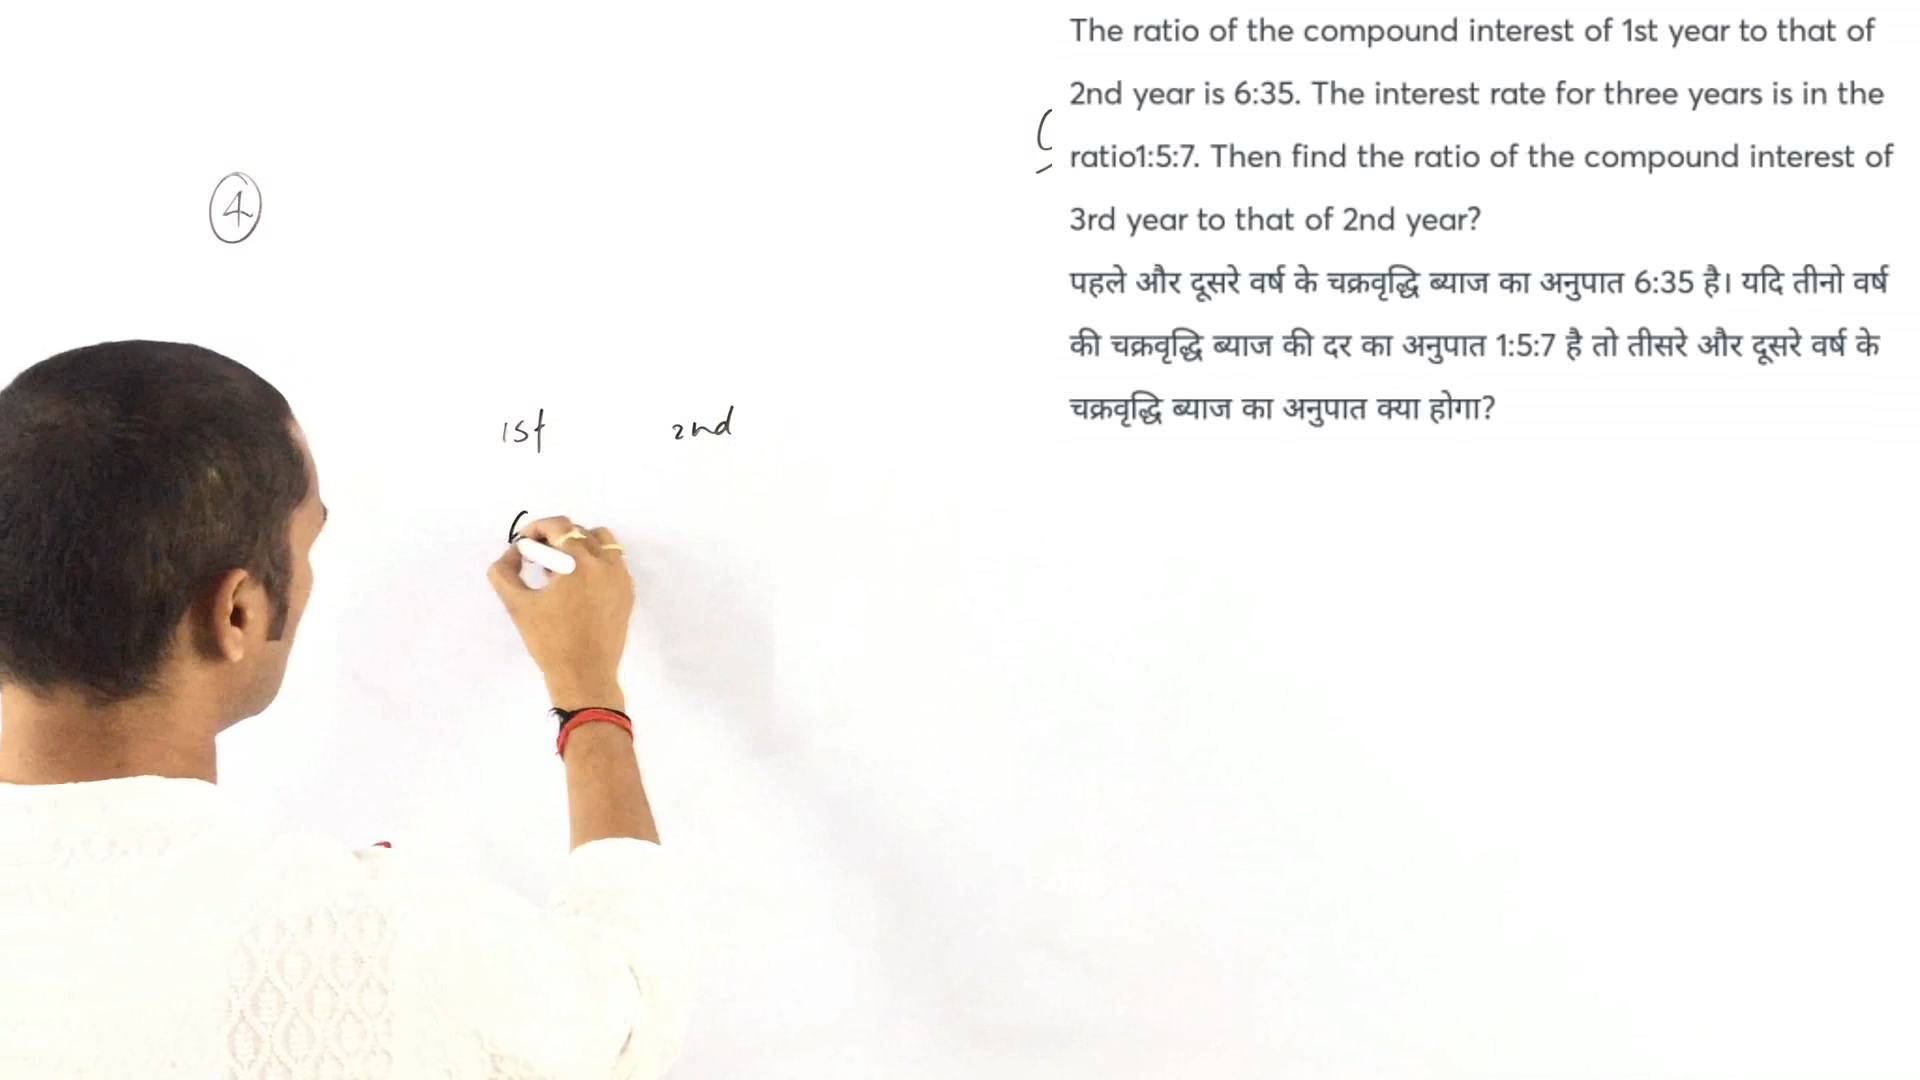 The ratio of the compound interest of 1st year to that of
2nd year is 6:35. The interest rate for three years is in the
ratio1:5:7. Then find the ratio of the compound interest of
3rd year to that of 2nd year?
पहले और दूसरे वर्ष के चक्रवृद्धि ब्याज का अनुपात 6:35 है। यदि तीनो वर्ष
की चक्रवृद्धि ब्याज की दर का अनुपात 1:5:7 है तो तीसरे और दूसरे वर्ष के
चक्रवृद्धि ब्याज का अनुपात क्या होगा?
4
1st 2nd